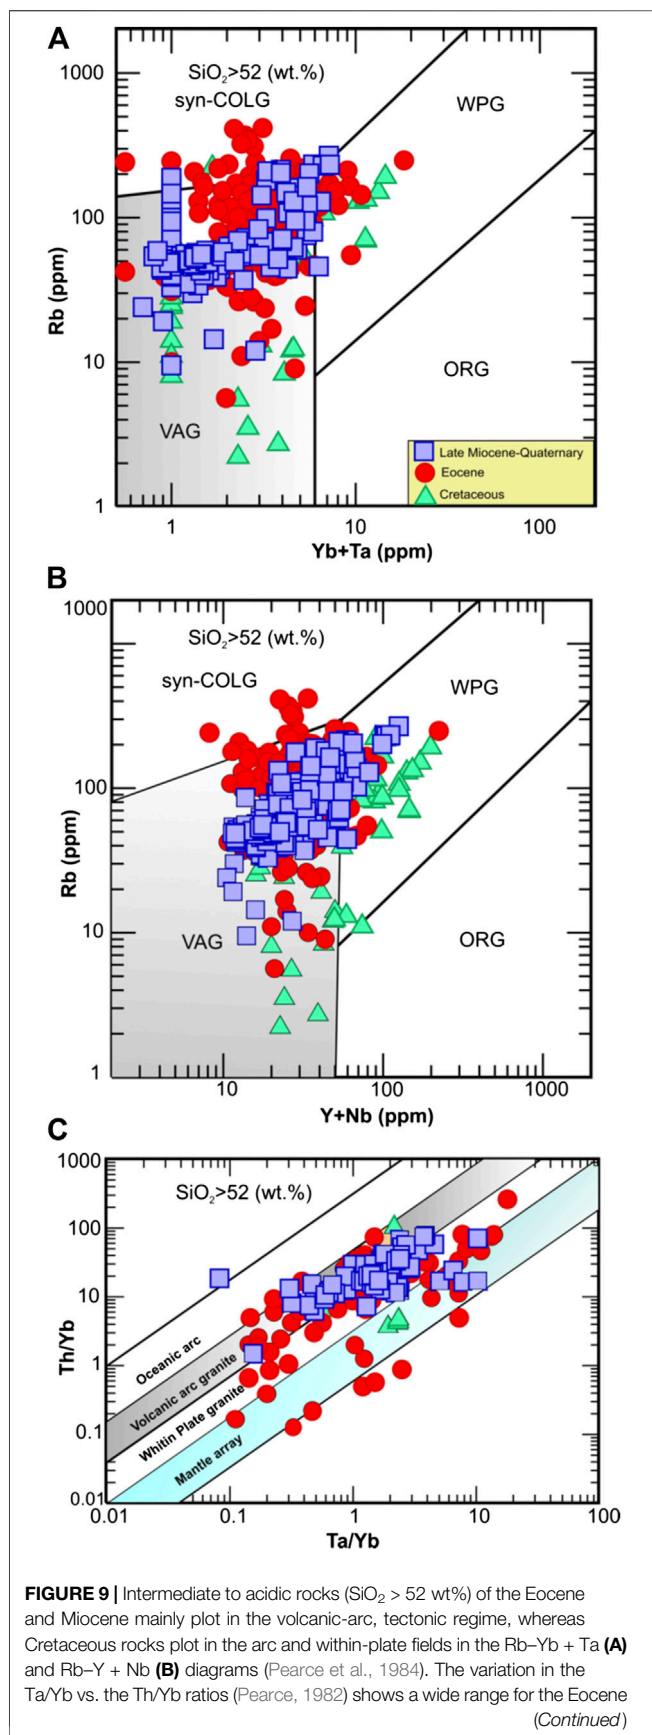 A
1000
SiO2>52 (wt.%)
syn-COLG
WPG
100
Rb (ppm)
10
ORG
VAG
Late Miocene-Quaternary
Eocene
Cretaceous
1
1
10
100
Yb+Ta (ppm)
B
1000
SiO2>52 (wt.%)
syn-COLG
WPG
100
Rb (ppm)
10
VAG
ORG
1
10
100
1000
Y+Nb (ppm)
C
1000
SiO2>52 (wt.%)
100
10
Th/Yb
1
0.1
0.01
Oceanic arc
Volcanic arc granite
Whitin Plate granite
Mantle array
0.01
0.1
1
10
100
Ta/Yb
FIGURE 9 | Intermediate to acidic rocks (SiO2 > 52 wt%) of the Eocene
and Miocene mainly plot in the volcanic-arc, tectonic regime, whereas
Cretaceous rocks plot in the arc and within-plate fields in the Rb–Yb + Ta (A)
and Rb–Y + Nb (B) diagrams (Pearce et al., 1984). The variation in the
Ta/Yb vs. the Th/Yb ratios (Pearce, 1982) shows a wide range for the Eocene
(Continued)